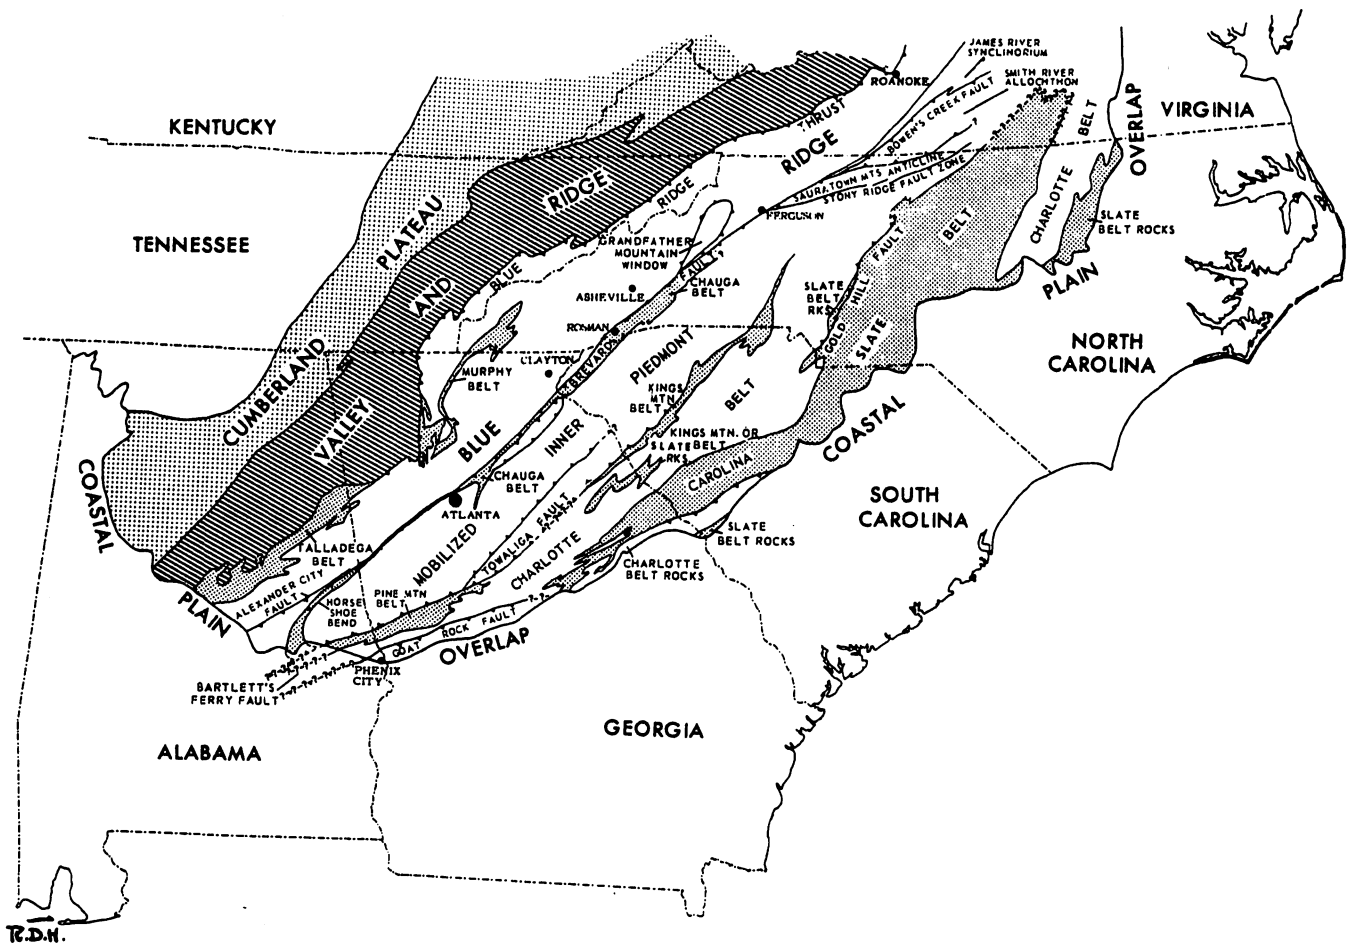 JAMES RIVER
SYNCLINORIUM
SMITH RIVER
ALLOCHTHON
ROANOKE
VIRGINIA
KENTUCKY
THRUST
BOWEN'S CREEK FAULT
BELT
OVERLAP
RIDGE
RIDGE
RIDGE
SAURATOWN MTS ANTICLINE
STONY RIDGE FAULT ZONE
FERGUSON
CHARLOTTE
SLATE
BELT ROCKS
PLATEAU
TENNESSEE
GRANDFATHER
MOUNTAIN
WINDOW
FAULT
BELT
FAULT
BLUE
AND
ASHEVILLE
CHAUGA
BELT
SLATE
BELT
RKS
HILL
GOLD
SLATE
PLAIN
ROSMAN
NORTH
CAROLINA
CUMBERLAND
CLAYTON
BREVARD
PIEDMONT
MURPHY
BELT
KINGS
MTN
BELT
BELT
VALLEY
BLUE
INNER
KINGS MTN. OR
SLATE BELT
RKS.
COASTAL
COASTAL
CHAUGA
BELT
CAROLINA
SOUTH
CAROLINA
ATLANTA
MOBILIZED
TOWALIGA FAULT
CHARLOTTE
SLATE
BELT ROCKS
TALLADEGA
BELT
CHARLOTTE
BELT ROCKS
ALEXANDER CITY
FAULT
PLAIN
HORSE
SHOE
BEND
PINE MTN
BELT
GOAT ROCK FAULT
OVERLAP
PHENIX
CITY
BARTLETT'S
FERRY FAULT
GEORGIA
ALABAMA
R.D.H.